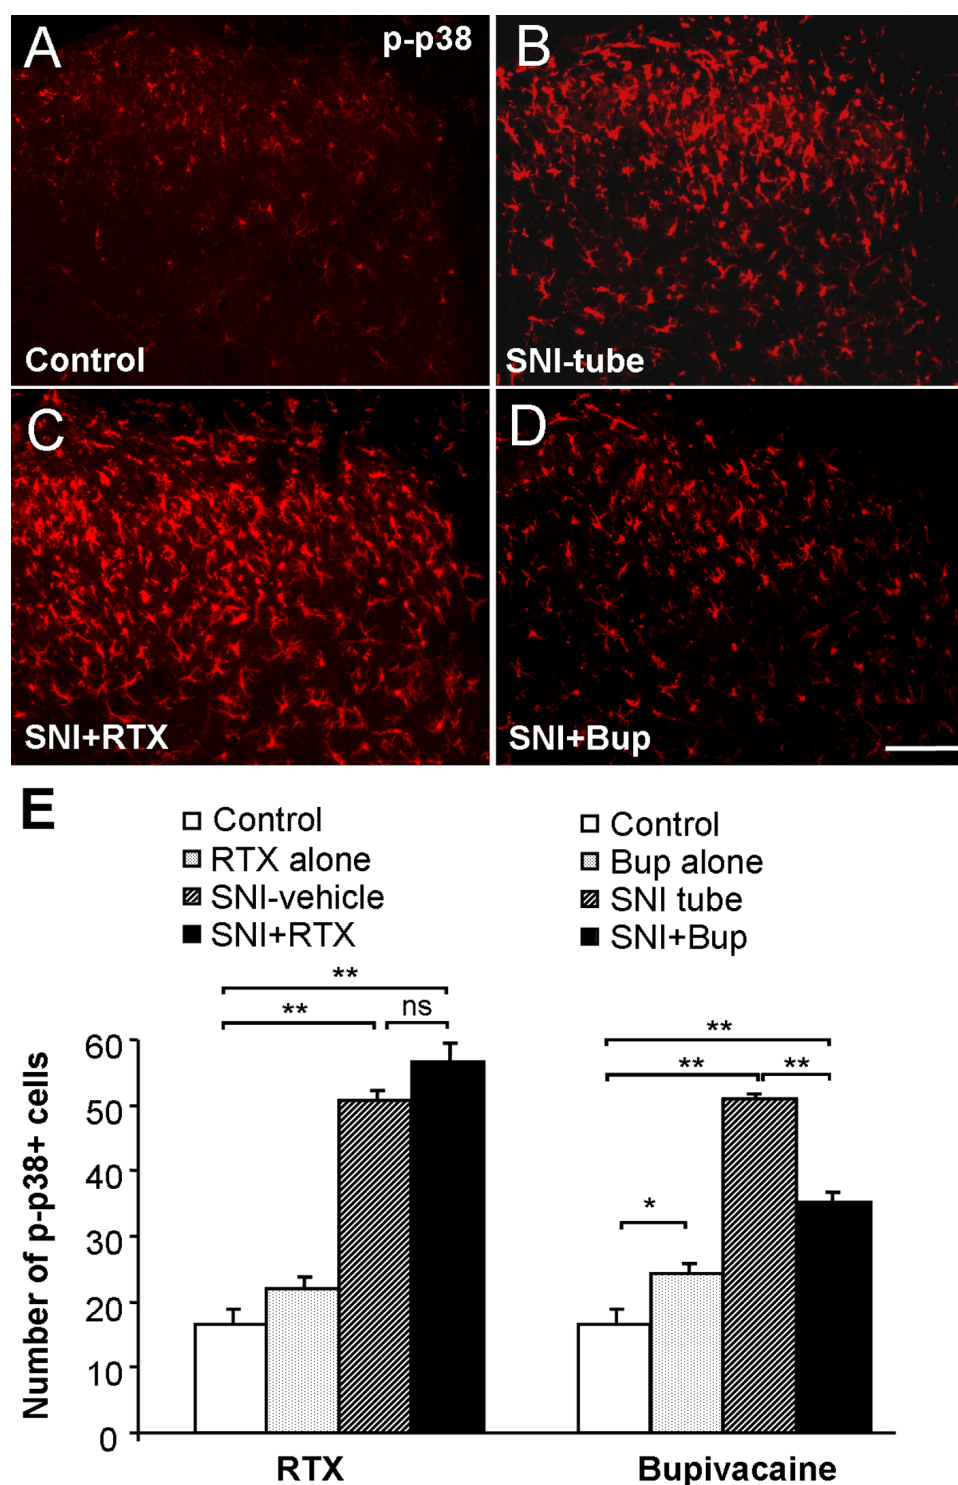 A
p-p38
Control
B
SNI-tube
C
SNI+RTX
D
SNI+Bup
E
Control
RTX alone
SNI-vehicle
SNI+RTX
Control
Bup alone
SNI tube
SNI+Bup
**
**
ns
**
**
**
*
Number of p-p38+ cells
60
50
40
30
20
10
0
RTX
Bupivacaine